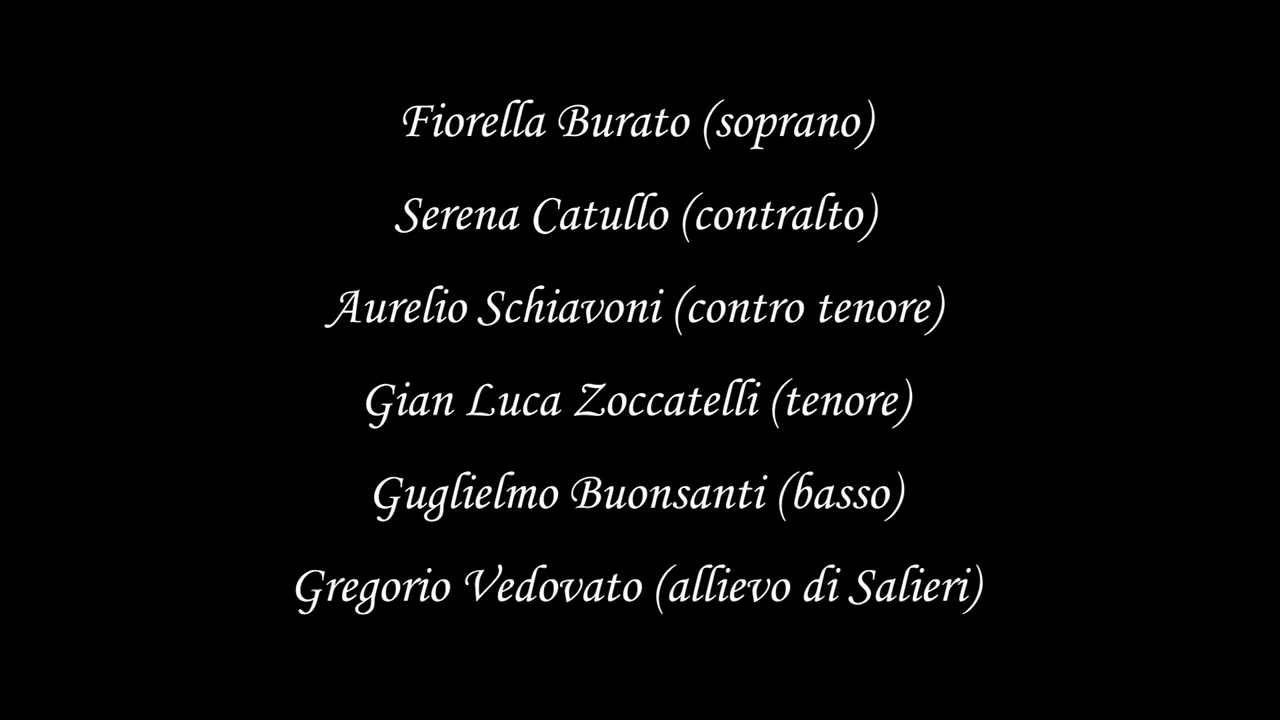 Fiorella Burato (soprano)
Serena Catullo (contralto)
Aurelio Schiavoni (contro tenore)
Gian Luca Zoccatelli (tenore)
Guglielmo Buonsanti (basso)
Gregorio Vedovato (allievo di Salieri)